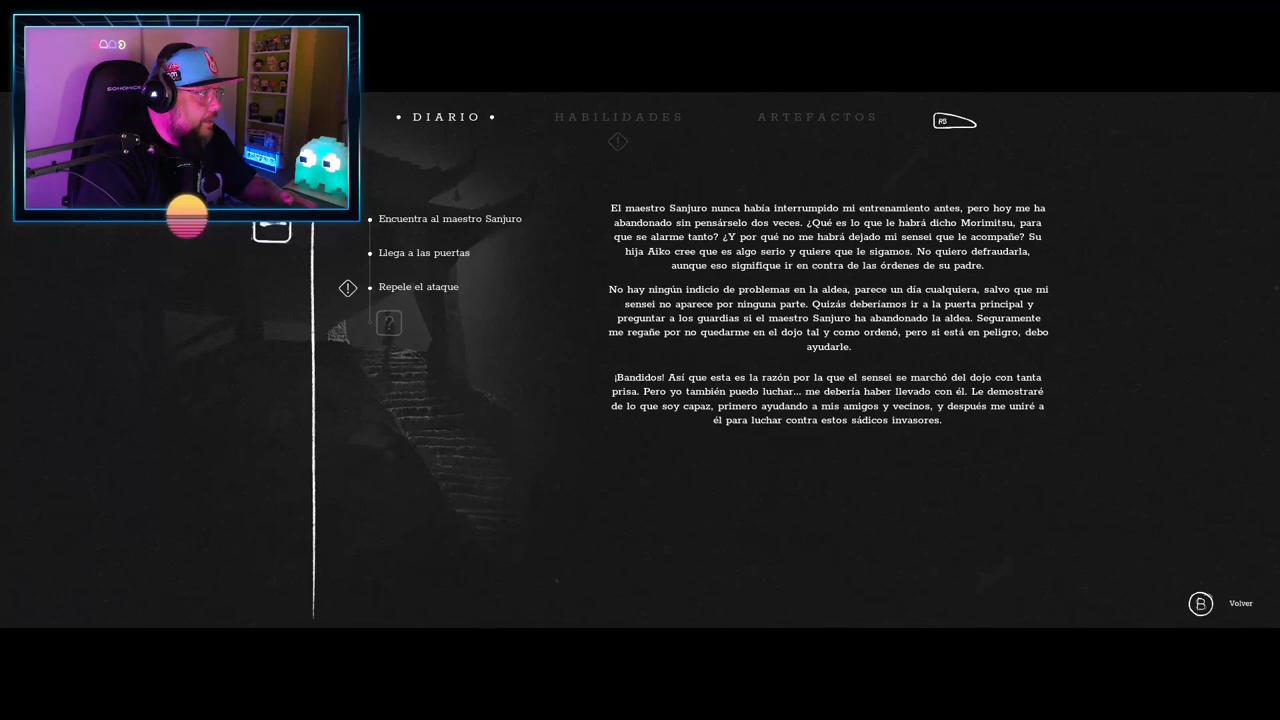 SONGMICS
• DIARIO •
HABILIDADES
ARTEFACTOS
RB
Encuentra al maestro Sanjuro
Llega a las puertas
Repele el ataque
?
El maestro Sanjuro nunca había interrumpido mi entrenamiento antes, pero hoy me ha
abandonado sin pensárselo dos veces. ¿Qué es lo que le habrá dicho Morimitsu, para
que se alarme tanto? ¿Y por qué no me habrá dejado mi sensei que le acompañe? Su
hija Aiko cree que es algo serio y quiere que le sigamos. No quiero defraudarla,
aunque eso signifique ir en contra de las órdenes de su padre.
No hay ningún indicio de problemas en la aldea, parece un día cualquiera, salvo que mi
sensei no aparece por ninguna parte. Quizás deberíamos ir a la puerta principal y
preguntar a los guardias si el maestro Sanjuro ha abandonado la aldea. Seguramente
me regañe por no quedarme en el dojo tal y como ordenó, pero si está en peligro, debo
ayudarle.
¡Bandidos! Así que esta es la razón por la que el sensei se marchó del dojo con tanta
prisa. Pero yo también puedo luchar... me debería haber llevado con él. Le demostraré
de lo que soy capaz, primero ayudando a mis amigos y vecinos, y después me uniré a
él para luchar contra estos sádicos invasores.
B Volver